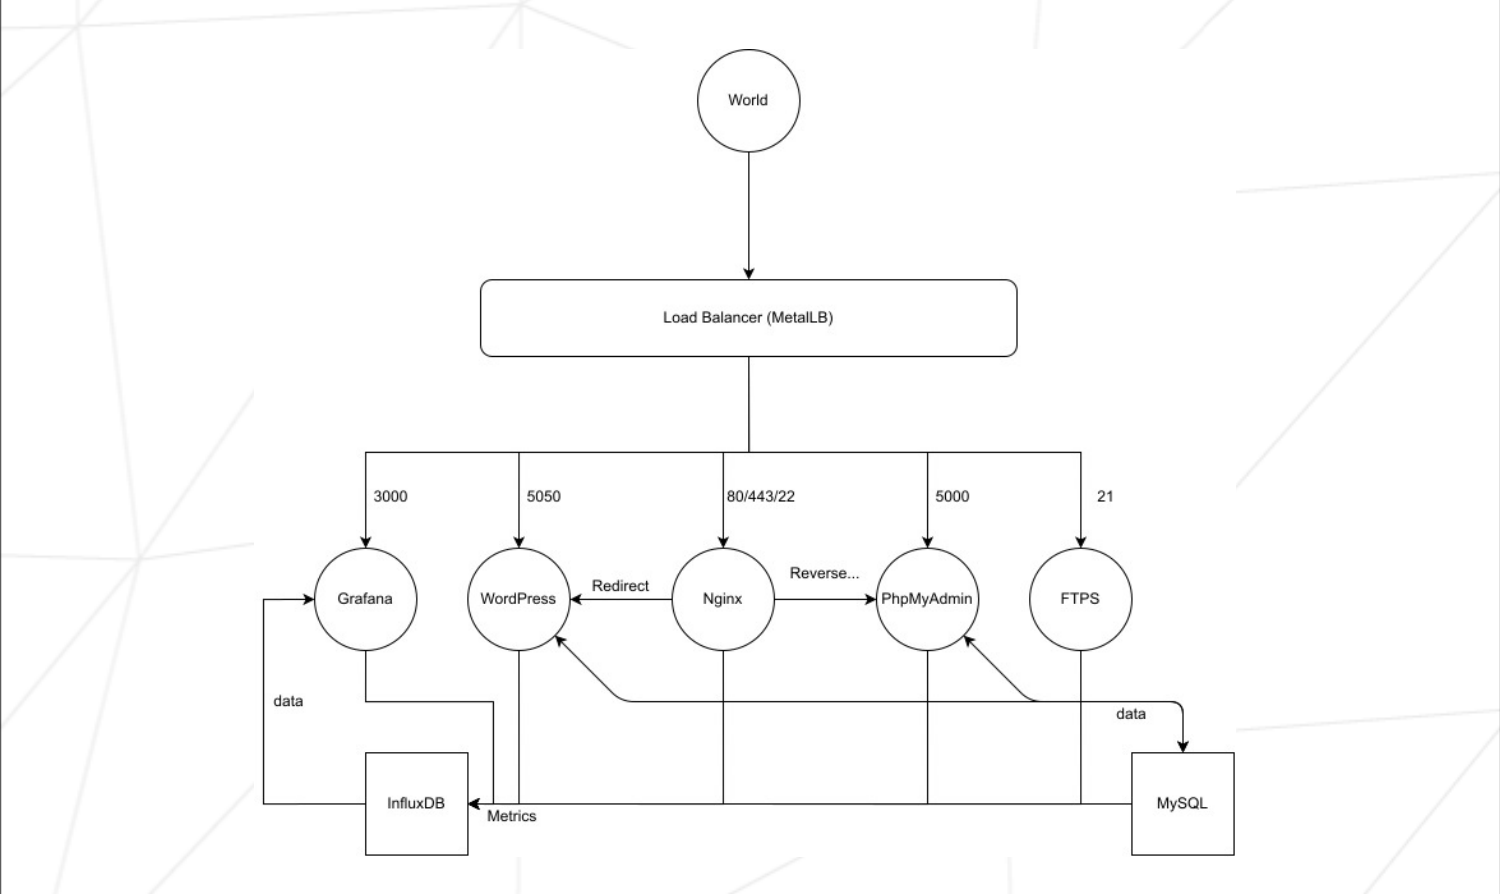 World
Load Balancer (MetalLB)
3000
5050
80/443/22
5000
21
Grafana
WordPress
Redirect
Nginx
Reverse...
PhpMyAdmin
FTPS
data
data
InfluxDB
Metrics
MySQL